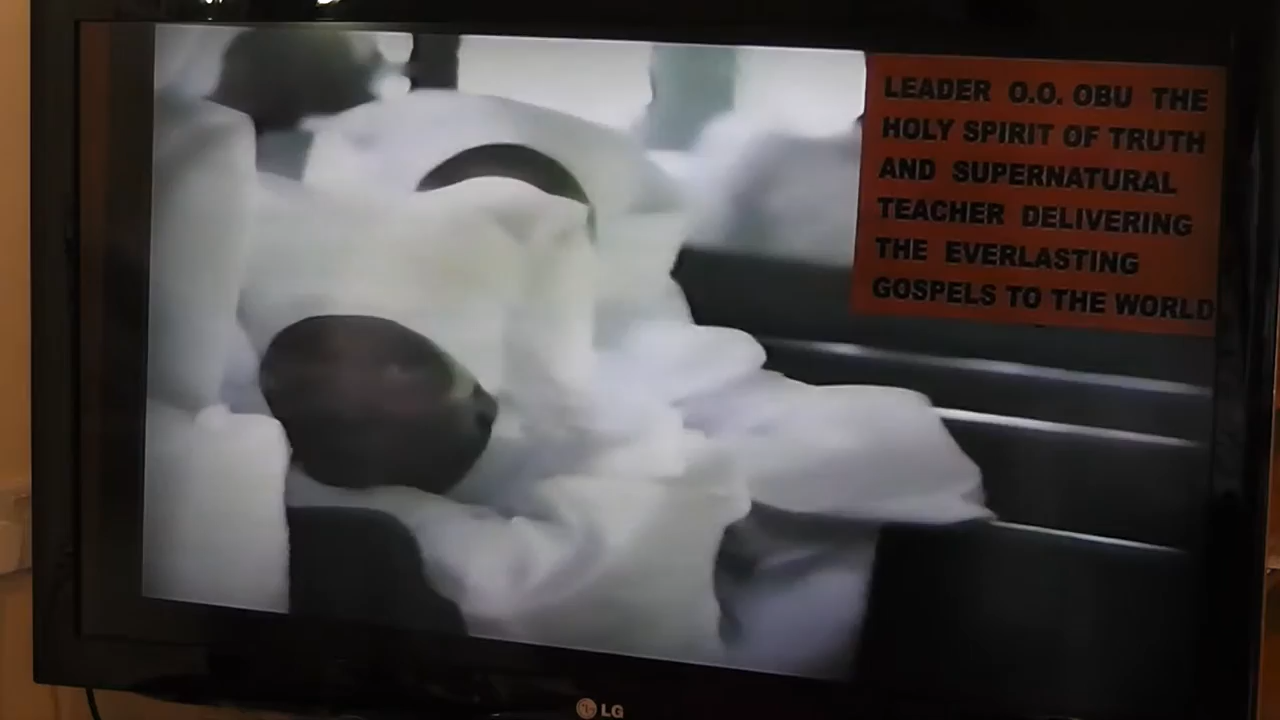 LEADER O.O. OBU THE
HOLY SPIRIT OF TRUTH
AND SUPERNATURAL
TEACHER DELIVERING
THE EVERLASTING
GOSPELS TO THE WORLD
LG